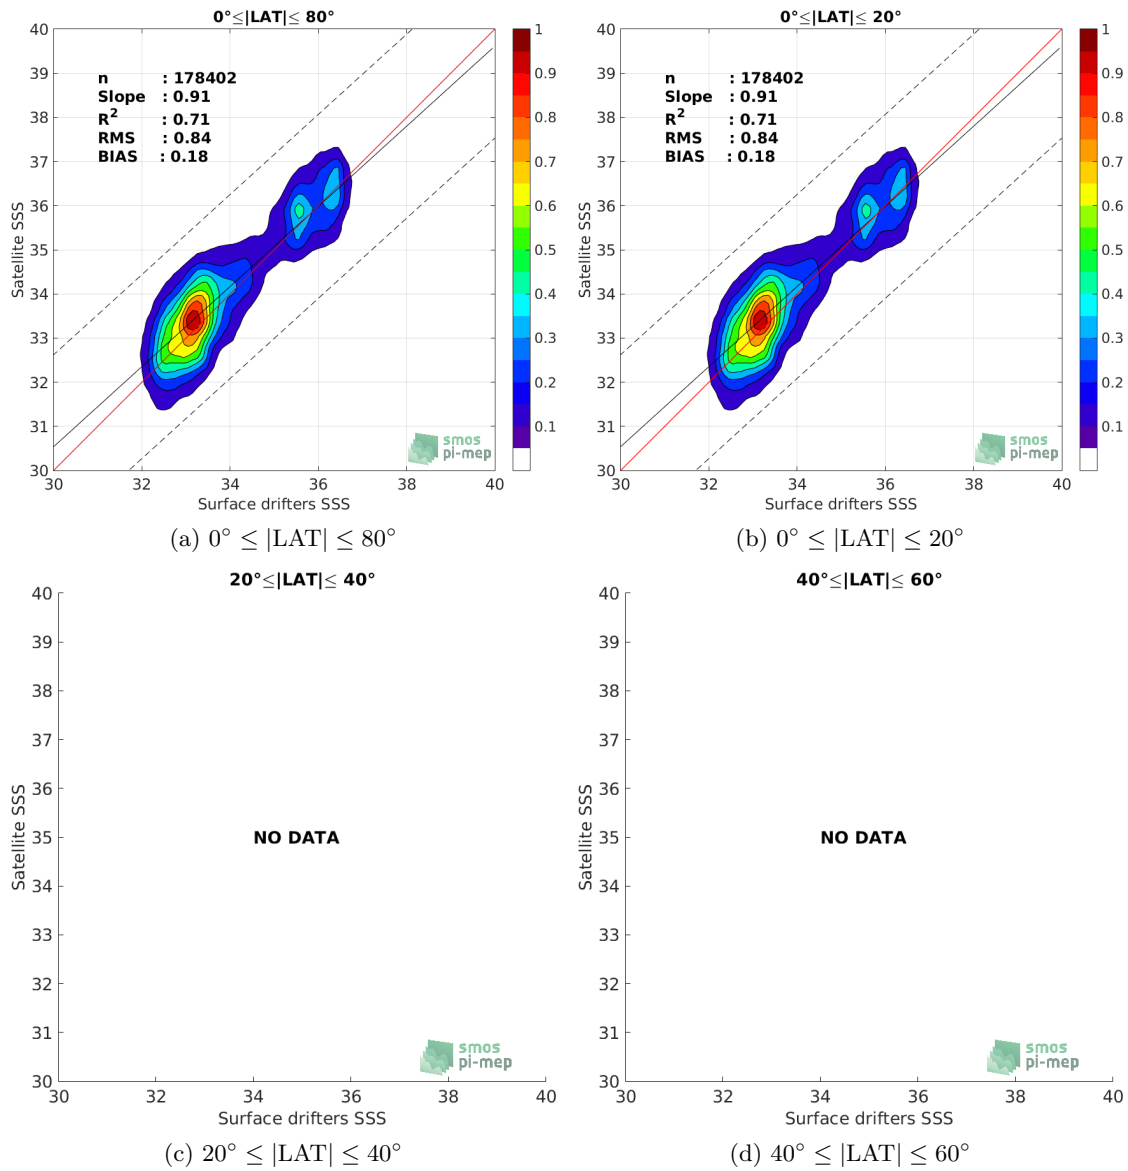 0°≤|LAT|≤ 80°
40
39
38
37
36
35
34
33
32
31
30
Satellite SSS
n : 178402
Slope : 0.91
R2 : 0.71
RMS : 0.84
BIAS : 0.18
smos
pi-mep
30 32 34 36 38 40
Surface drifters SSS
1
0.9
0.8
0.7
0.6
0.5
0.4
0.3
0.2
0.1
(a) 0° ≤ |LAT| ≤ 80°
0°≤|LAT|≤ 20°
40
39
38
37
36
35
34
33
32
31
30
Satellite SSS
n : 178402
Slope : 0.91
R2 : 0.71
RMS : 0.84
BIAS : 0.18
smos
pi-mep
30 32 34 36 38 40
Surface drifters SSS
1
0.9
0.8
0.7
0.6
0.5
0.4
0.3
0.2
0.1
(b) 0° ≤ |LAT| ≤ 20°
20°≤|LAT|≤ 40°
40
39
38
37
36
35
34
33
32
31
30
Satellite SSS
NO DATA
smos
pi-mep
30 32 34 36 38 40
Surface drifters SSS
(c) 20° ≤ |LAT| ≤ 40°
40°≤|LAT|≤ 60°
40
39
38
37
36
35
34
33
32
31
30
Satellite SSS
NO DATA
smos
pi-mep
30 32 34 36 38 40
Surface drifters SSS
(d) 40° ≤ |LAT| ≤ 60°